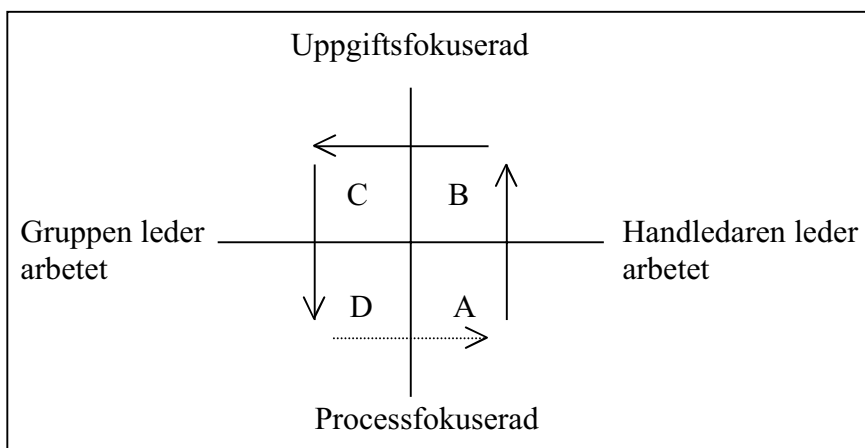 Uppgiftsfokuserad
C
B
Gruppen leder
arbetet
Handledaren leder
arbetet
D
A
Processfokuserad